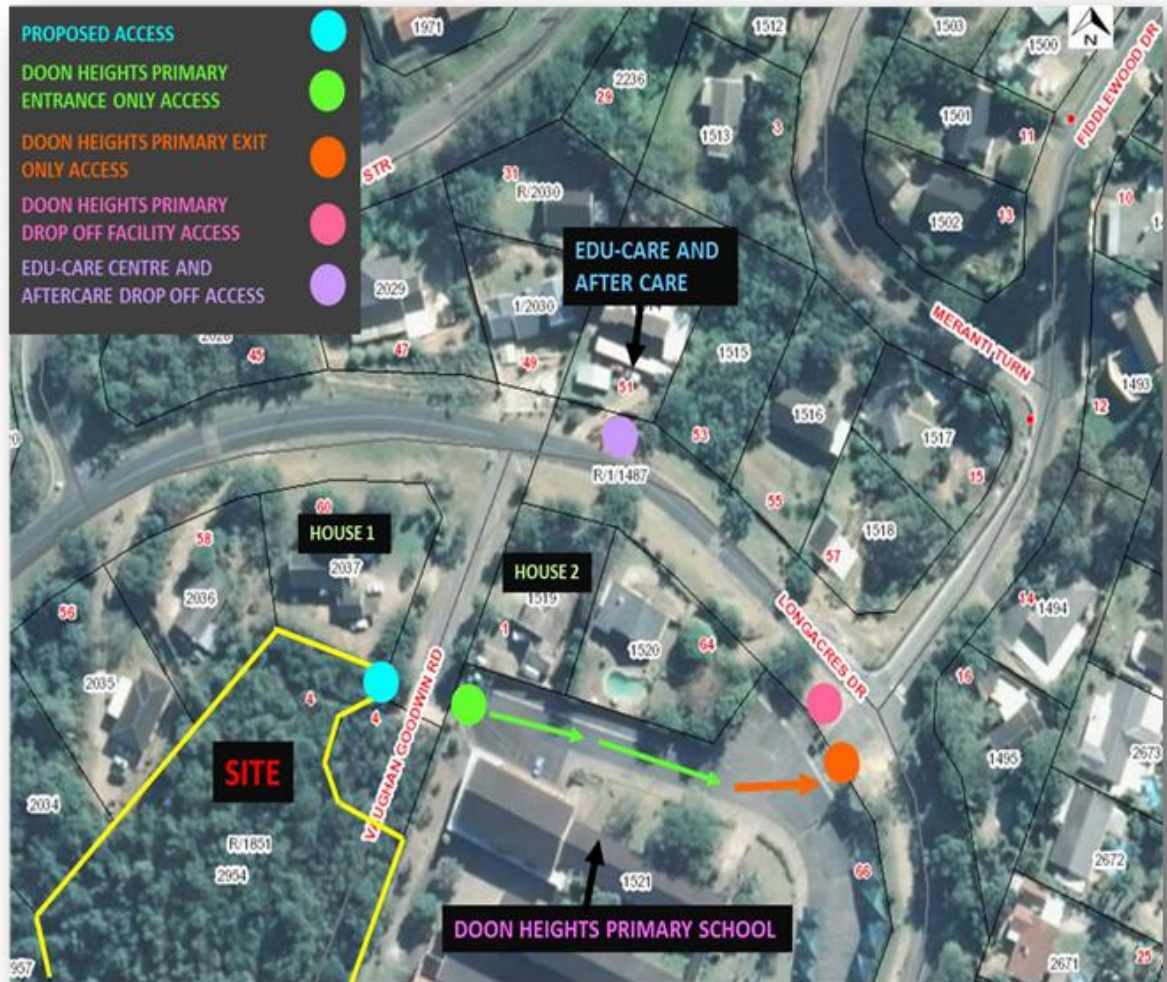 PROPOSED ACCESS
DOON HEIGHTS PRIMARY
ENTRANCE ONLY ACCESS
DOON HEIGHTS PRIMARY EXIT
ONLY ACCESS
DOON HEIGHTS PRIMARY
DROP OFF FACILITY ACCESS
EDU-CARE CENTRE AND
AFTERCARE DROP OFF ACCESS
1971
1512
1503
1500
N
FIDDLEWOOD DR
2236
29
1513
3
1501
11
STR
31
R/2030
1502
13
10
EDU-CARE AND
AFTER CARE
2029
1/2030
MERANTI TURN
45
47
49
51
1515
1493
12
1516
1517
53
15
R/1/1487
55
1518
57
60
HOUSE 1
2037
58
2036
HOUSE 2
1519
1
1520
64
LONGACRES DR
14
1494
56
2035
16
4
4
VAUGHAN GOODWIN RD
SITE
1495
2673
2034
R/1851
2954
1521
66
2672
DOON HEIGHTS PRIMARY SCHOOL
2671
25